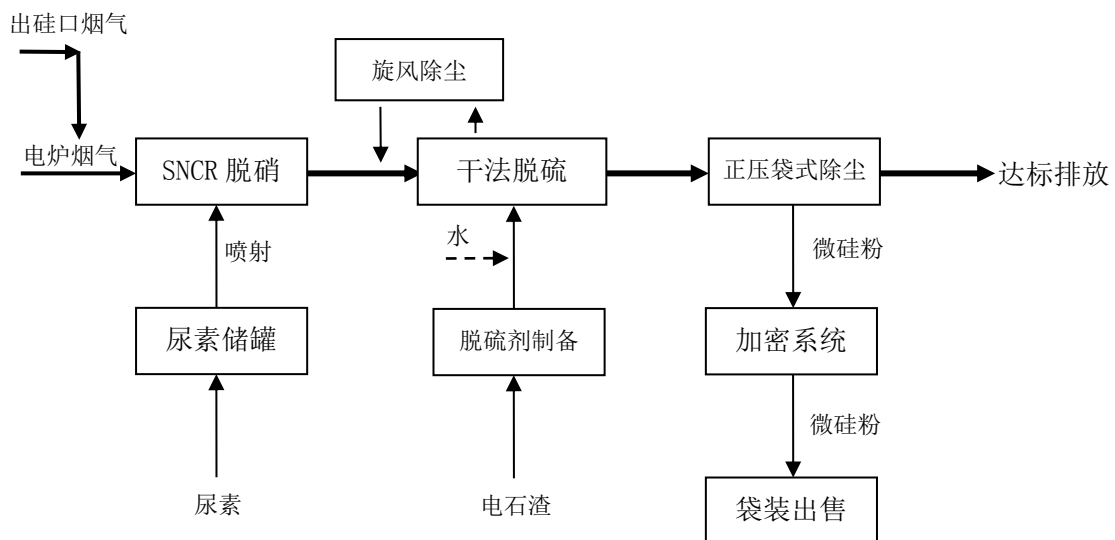 出硅口烟气
旋风除尘
电炉烟气
SNCR 脱硝
干法脱硫
正压袋式除尘
达标排放
喷射
水
微硅粉
尿素储罐
脱硫剂制备
加密系统
微硅粉
尿素
电石渣
袋装出售